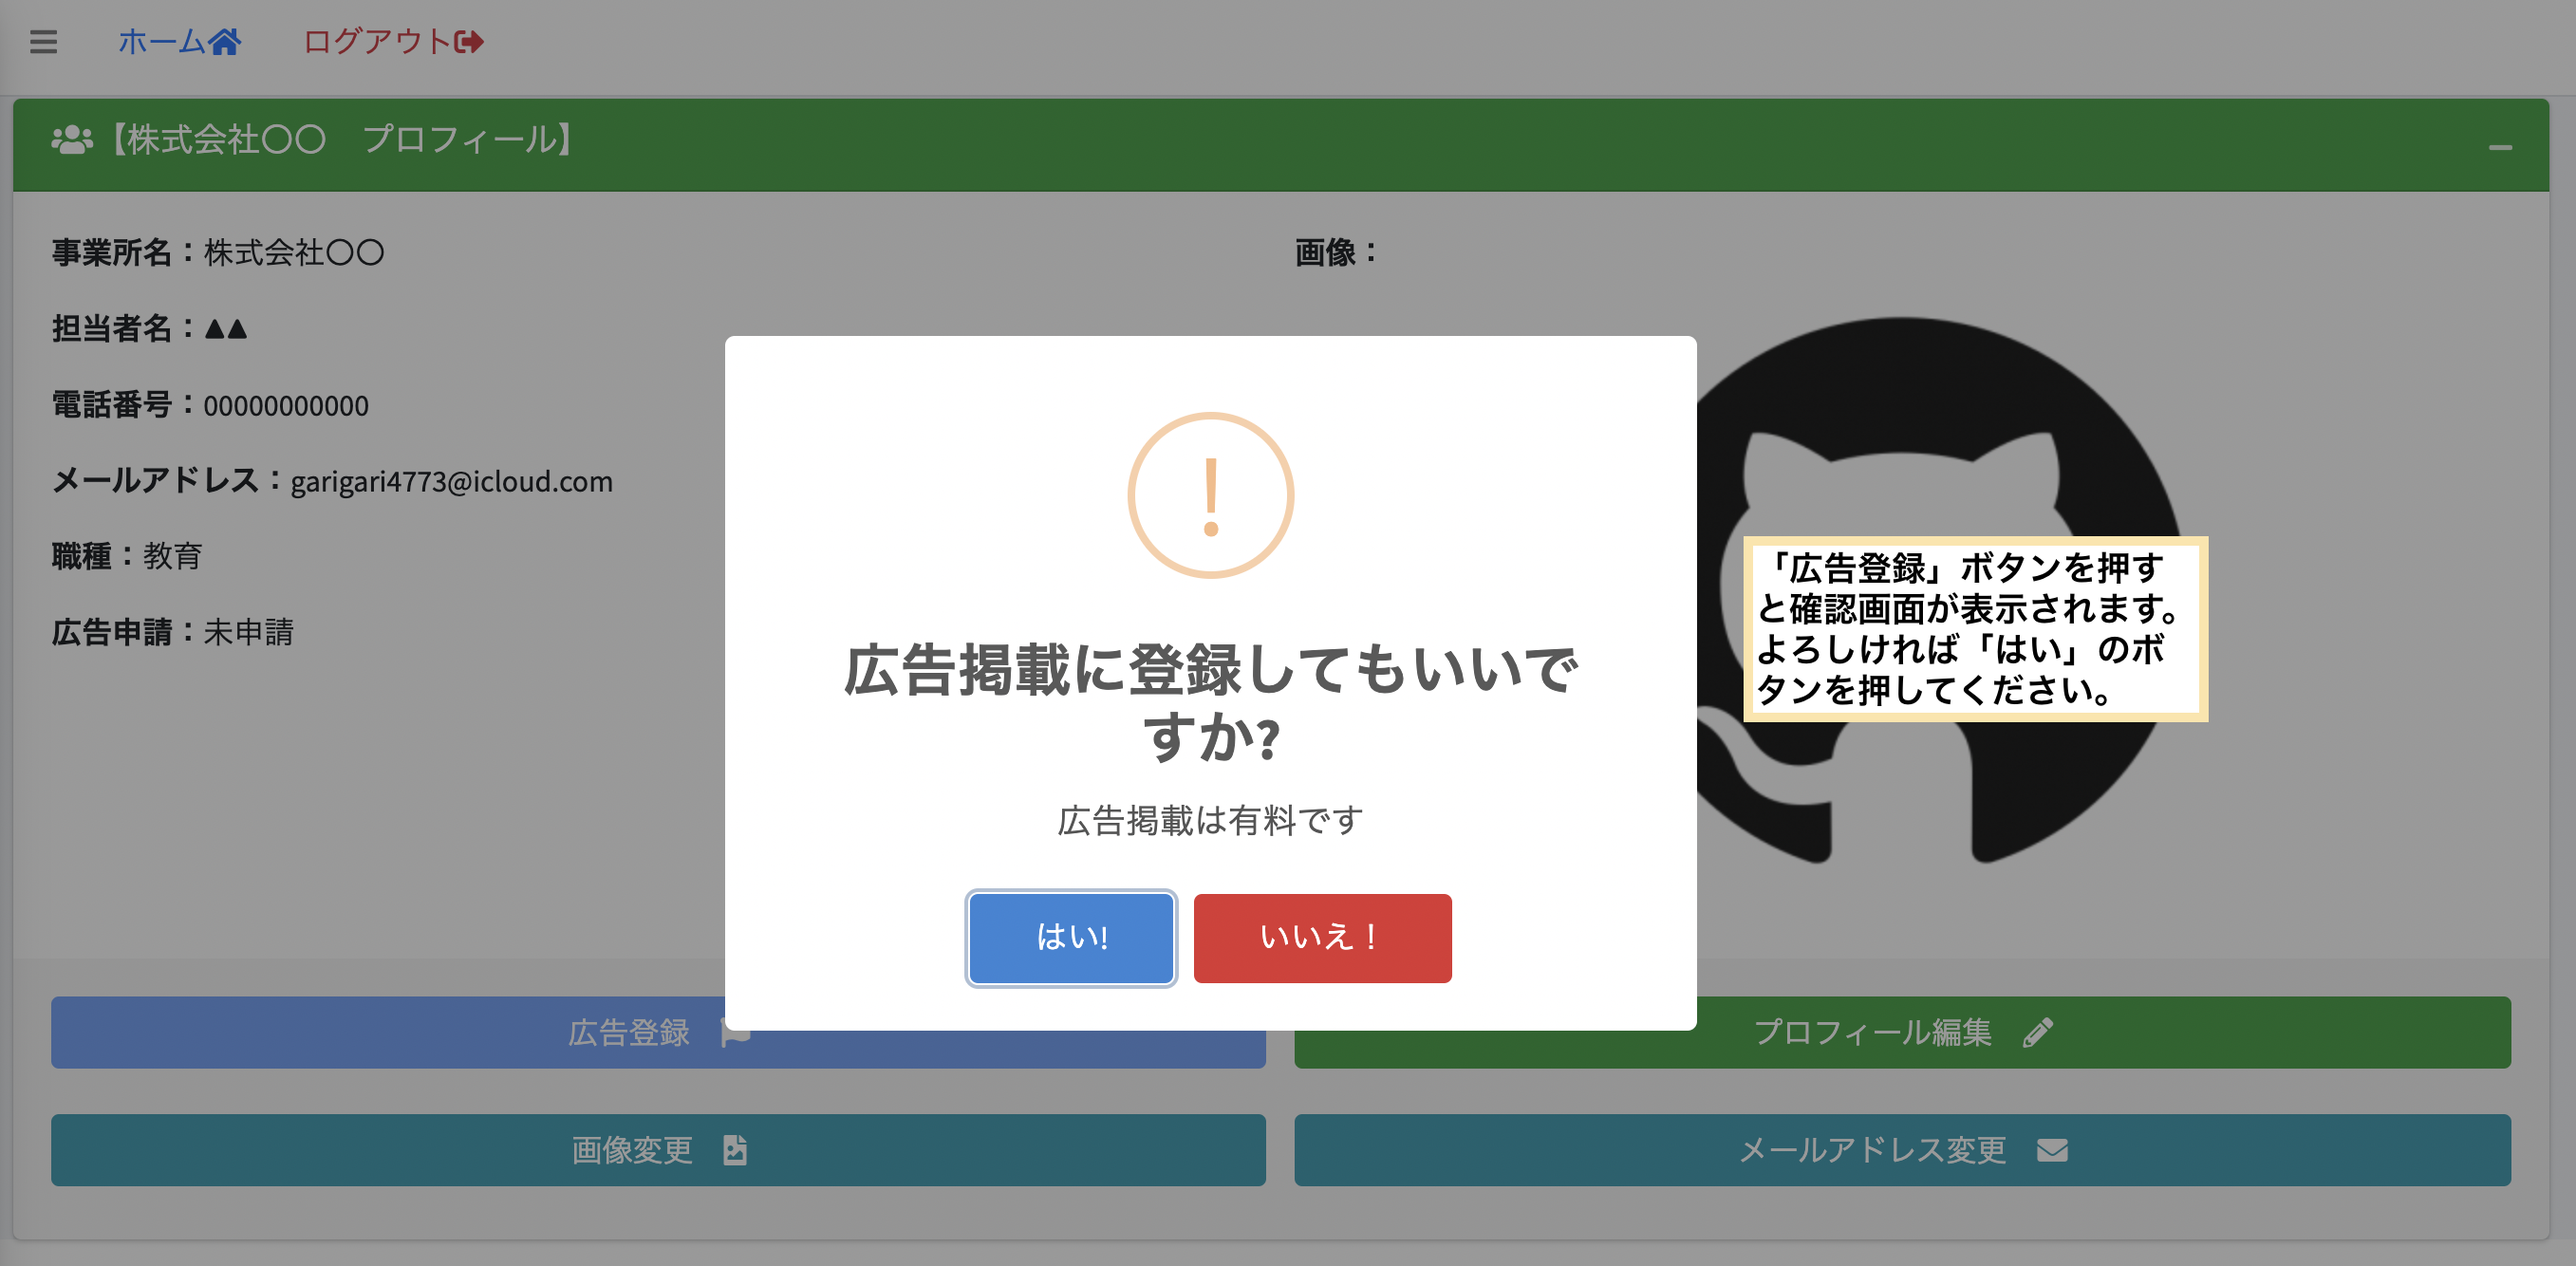 ホーム
ログアウト
【株式会社〇〇　プロフィール】
事業所名：株式会社〇〇
画像：
担当者名：▲▲
電話番号：00000000000
メールアドレス：garigari4773@icloud.com
職種：教育
広告申請：未申請
広告掲載に登録してもいいで
すか?
広告掲載は有料です
はい!
いいえ！
「広告登録」ボタンを押す
と確認画面が表示されます。
よろしければ「はい」のボ
タンを押してください。
広告登録
プロフィール編集
画像変更
メールアドレス変更